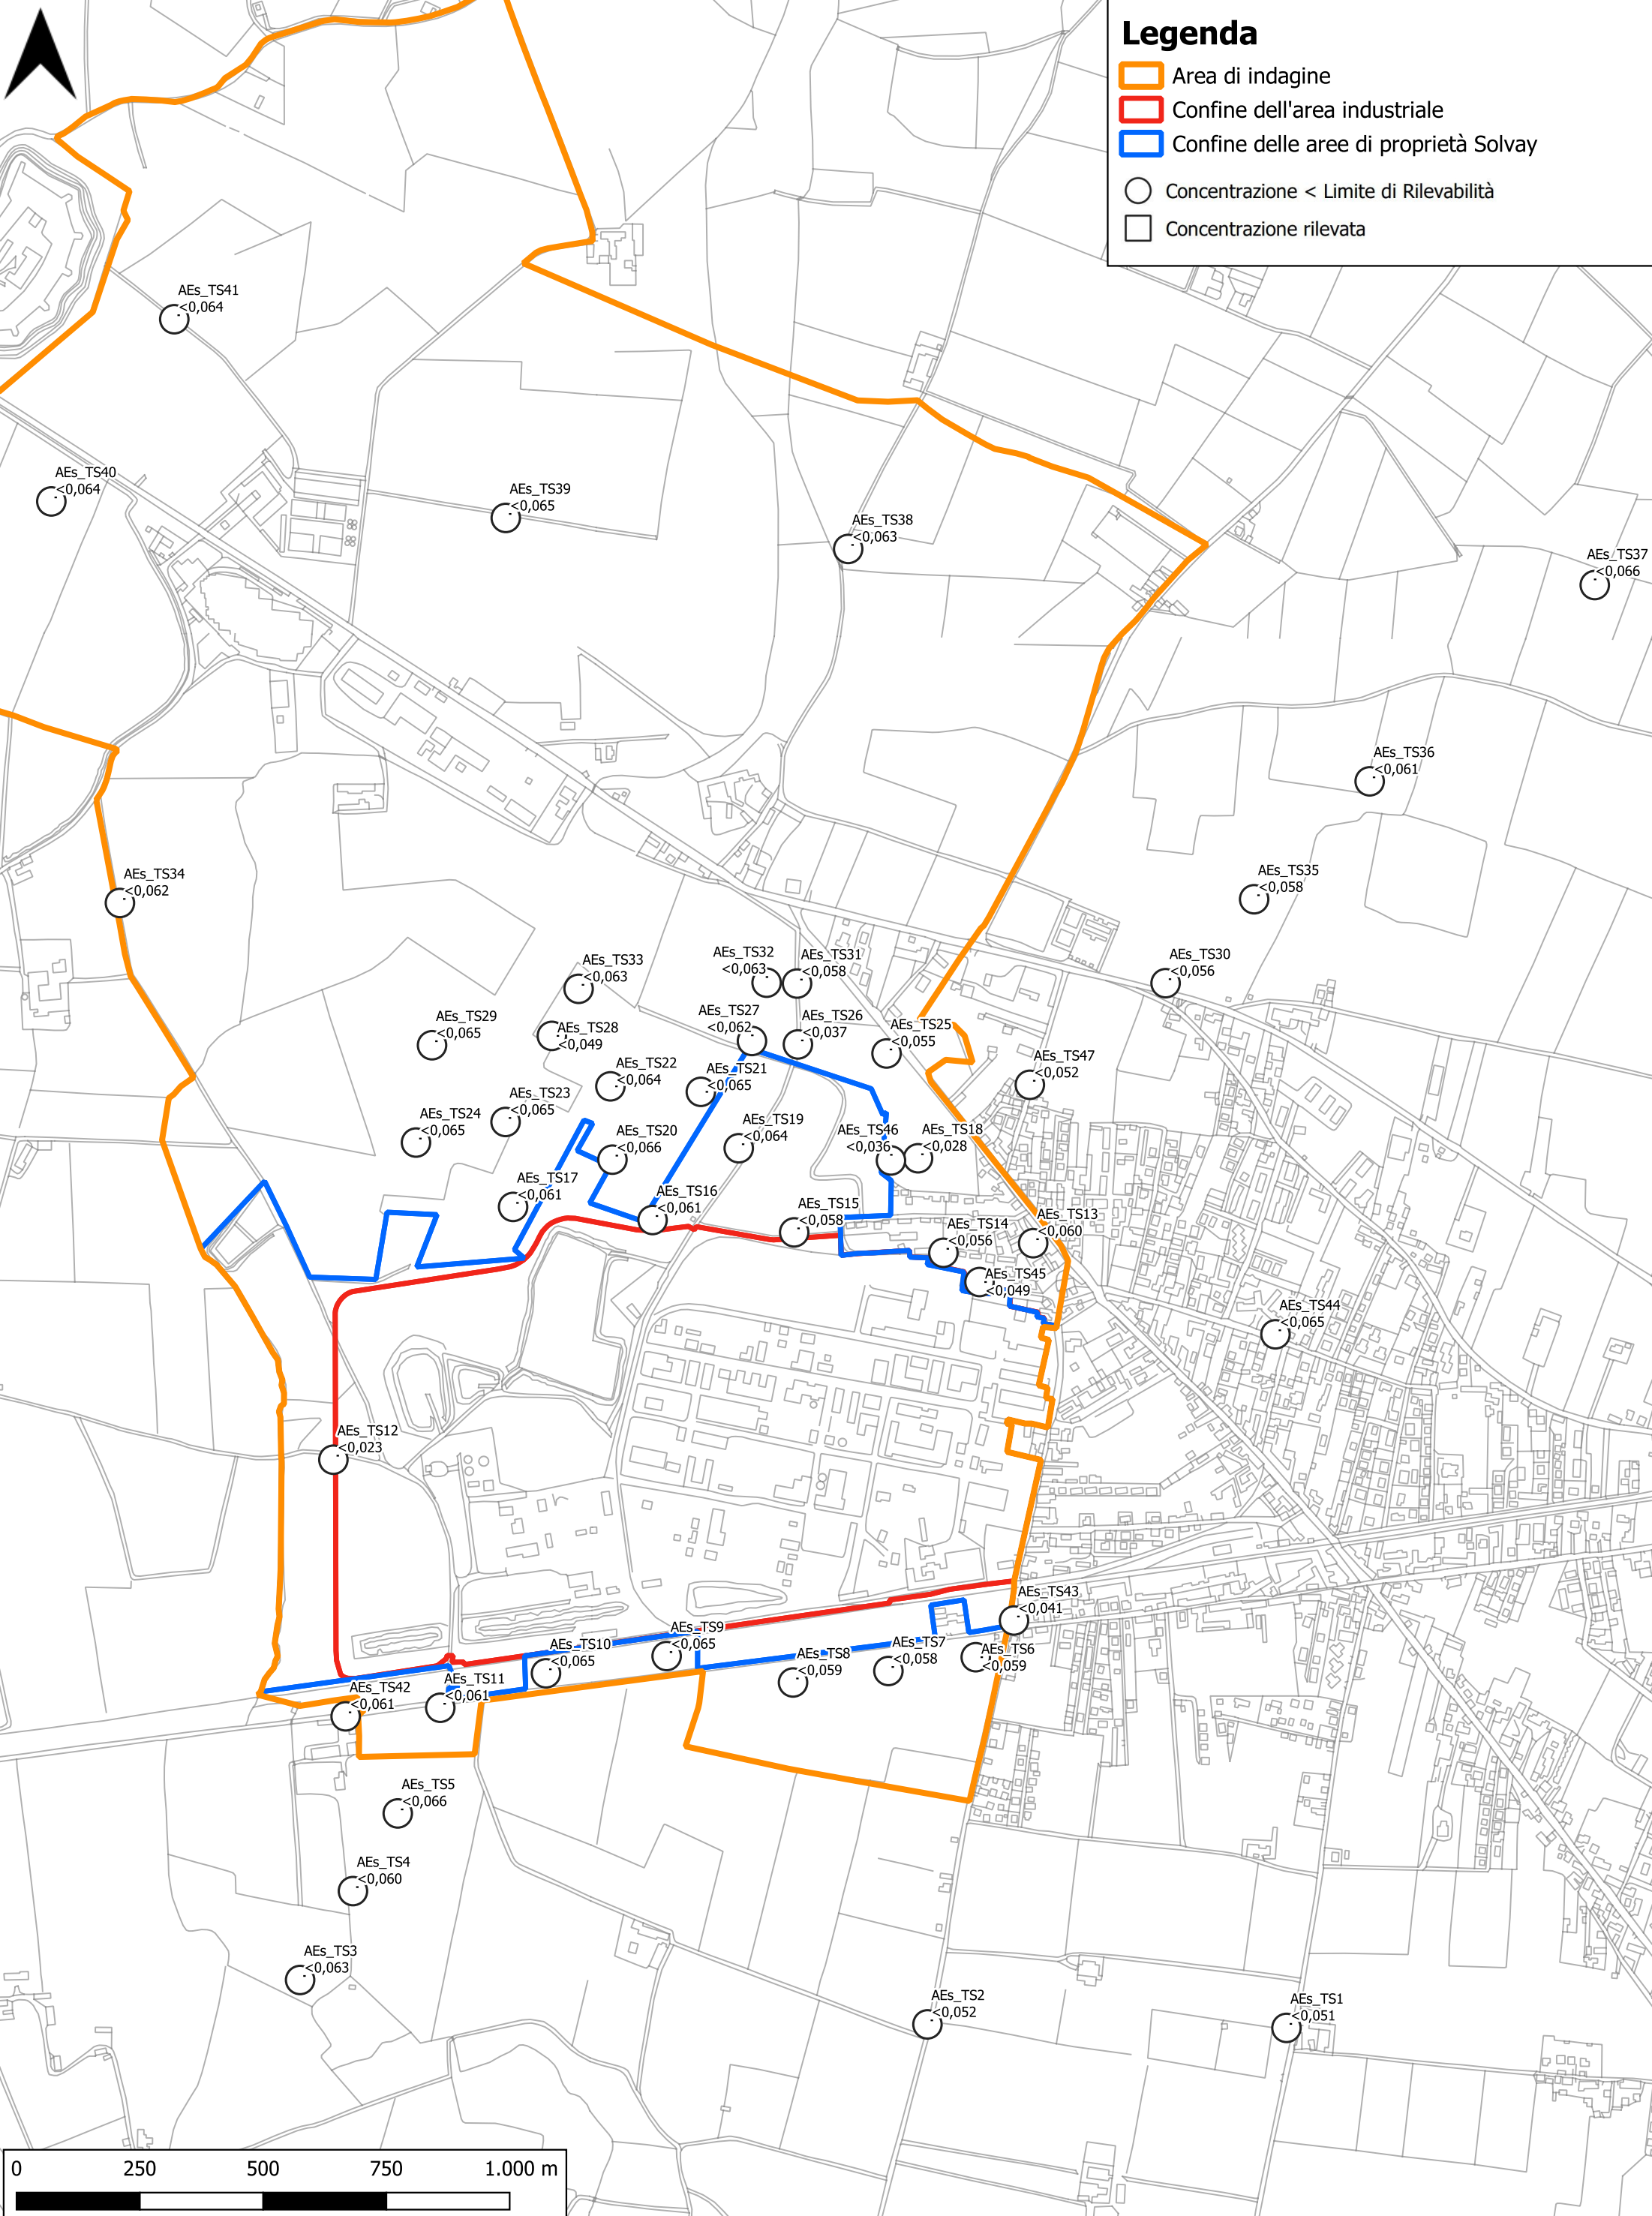 Legenda
Area di indagine
Confine dell'area industriale
Confine delle aree di proprietà Solvay
Concentrazione < Limite di Rilevabilità
Concentrazione rilevata
AEs_TS41
<0,064
AEs_TS40
<0,064
AEs_TS39
<0,065
AEs_TS38
<0,063
AEs_TS37
<0,066
AEs_TS36
<0,061
AEs_TS35
<0,058
AEs_TS34
<0,062
AEs_TS33
<0,063
AEs_TS32
<0,063
AEs_TS31
<0,058
AEs_TS30
<0,056
AEs_TS29
<0,065
AEs_TS28
<0,049
AEs_TS27
<0,062
AEs_TS26
<0,037
AEs_TS25
<0,055
AEs_TS47
<0,052
AEs_TS22
<0,064
AEs_TS21
<0,065
AEs_TS23
<0,065
AEs_TS24
<0,065
AEs_TS20
<0,066
AEs_TS19
<0,064
AEs_TS46
<0,036
AEs_TS18
<0,028
AEs_TS17
<0,061
AEs_TS16
<0,061
AEs_TS15
<0,058
AEs_TS14
<0,056
AEs_TS13
<0,060
AEs_TS45
<0,049
AEs_TS44
<0,065
AEs_TS12
<0,023
AEs_TS43
<0,041
AEs_TS9
<0,065
AEs_TS10
<0,065
AEs_TS8
<0,059
AEs_TS7
<0,058
AEs_TS6
<0,059
AEs_TS11
<0,061
AEs_TS42
<0,061
AEs_TS5
<0,066
AEs_TS4
<0,060
AEs_TS3
<0,063
AEs_TS2
<0,052
AEs_TS1
<0,051
0 250 500 750 1.000 m